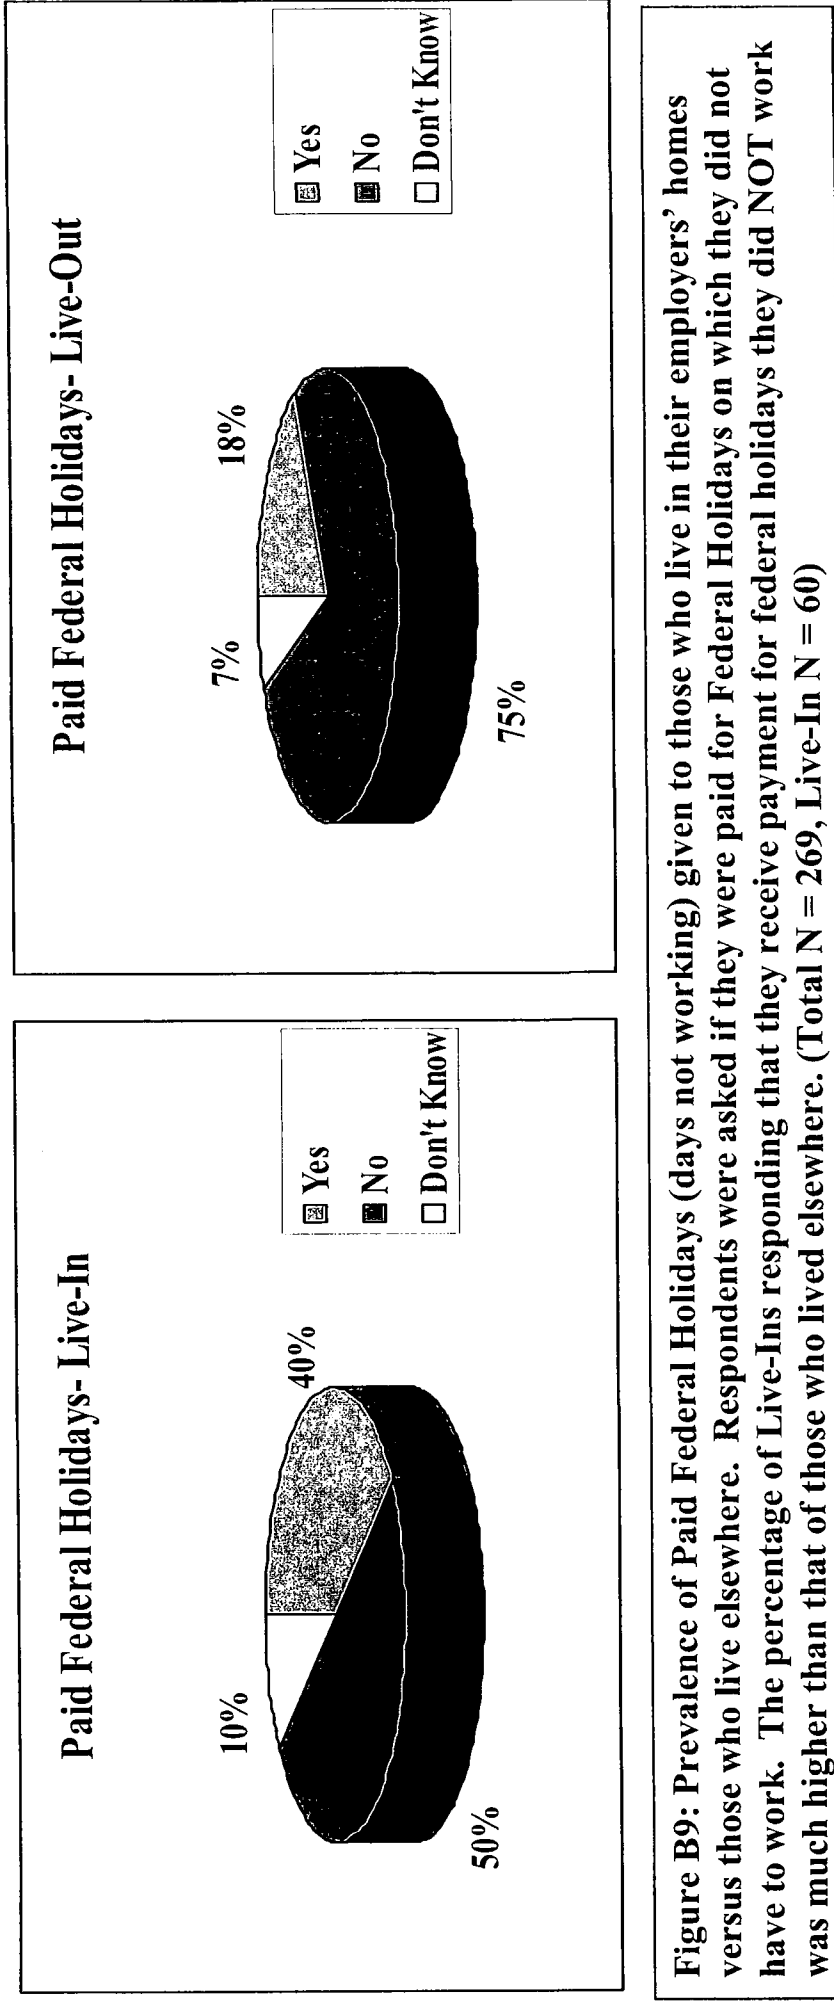 Paid Federal Holidays- Live-In
10%
40%
50%
Yes
No
Don't Know
Paid Federal Holidays- Live-Out
7%
18%
75%
Yes
No
Don't Know
Figure B9: Prevalence of Paid Federal Holidays (days not working) given to those who live in their employers' homes
versus those who live elsewhere. Respondents were asked if they were paid for Federal Holidays on which they did not
have to work. The percentage of Live-Ins responding that they receive payment for federal holidays they did NOT work
was much higher than that of those who lived elsewhere. (Total N = 269, Live-In N = 60)